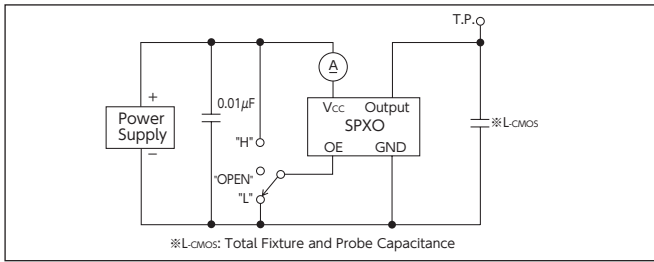 T.P.
A
+
0.01μF
Vcc Output
Power
Supply
SPXO
※L-CMOS
"H"
OE GND
−
"OPEN"
"L"
※L-CMOS: Total Fixture and Probe Capacitance